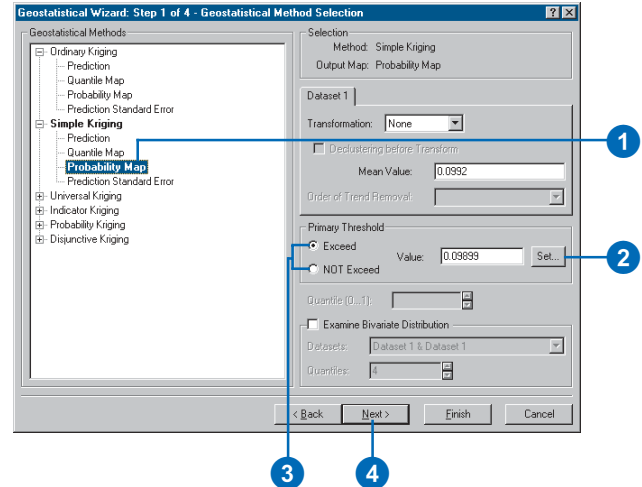 Geostatistical Wizard: Step 1 of 4 - Geostatistical Method Selection
Geostatistical Methods
Ordinary Kriging
Prediction
Quantile Map
Probability Map
Prediction Standard Error
Simple Kriging
Prediction
Quantile Map
Probability Map
Prediction Standard Error
Universal Kriging
Indicator Kriging
Probability Kriging
Disjunctive Kriging
Selection
Method: Simple Kriging
Output Map: Probability Map
Dataset 1
Transformation: None
Declustering before Transform
Mean Value: 0.0992
Order of Trend Removal:
Primary Threshold
Exceed
NOT Exceed
Value: 0.09899 Set...
Quantile (0...1):
Examine Bivariate Distribution
Datasets: Dataset 1 & Dataset 1
Quantiles: 4
< Back Next > Finish Cancel
1
2
3 4